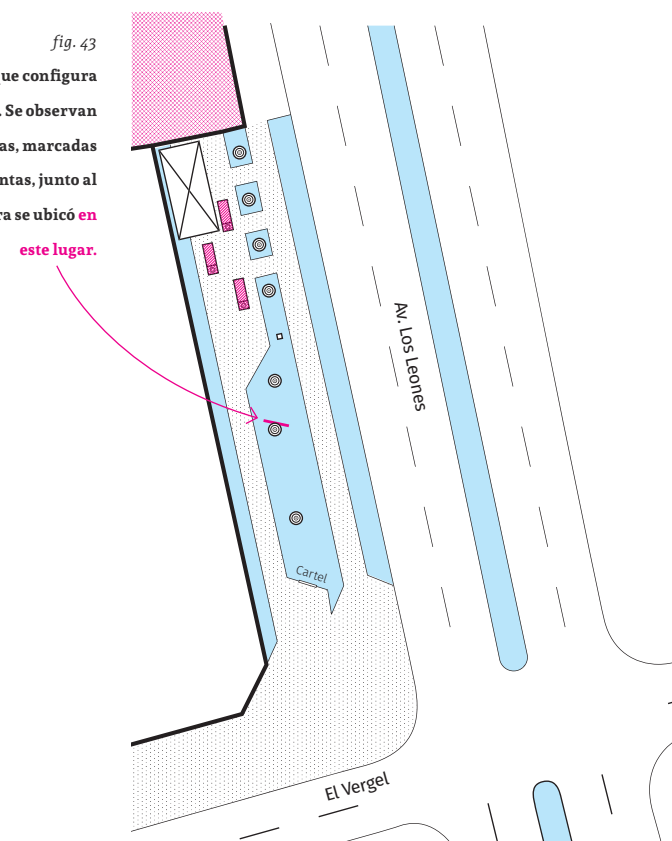 fig. 43
que configura
. Se observan
as, marcadas
ntas, junto al
ra se ubicó en
este lugar.
Av. Los Leones
Cartel
El Vergel